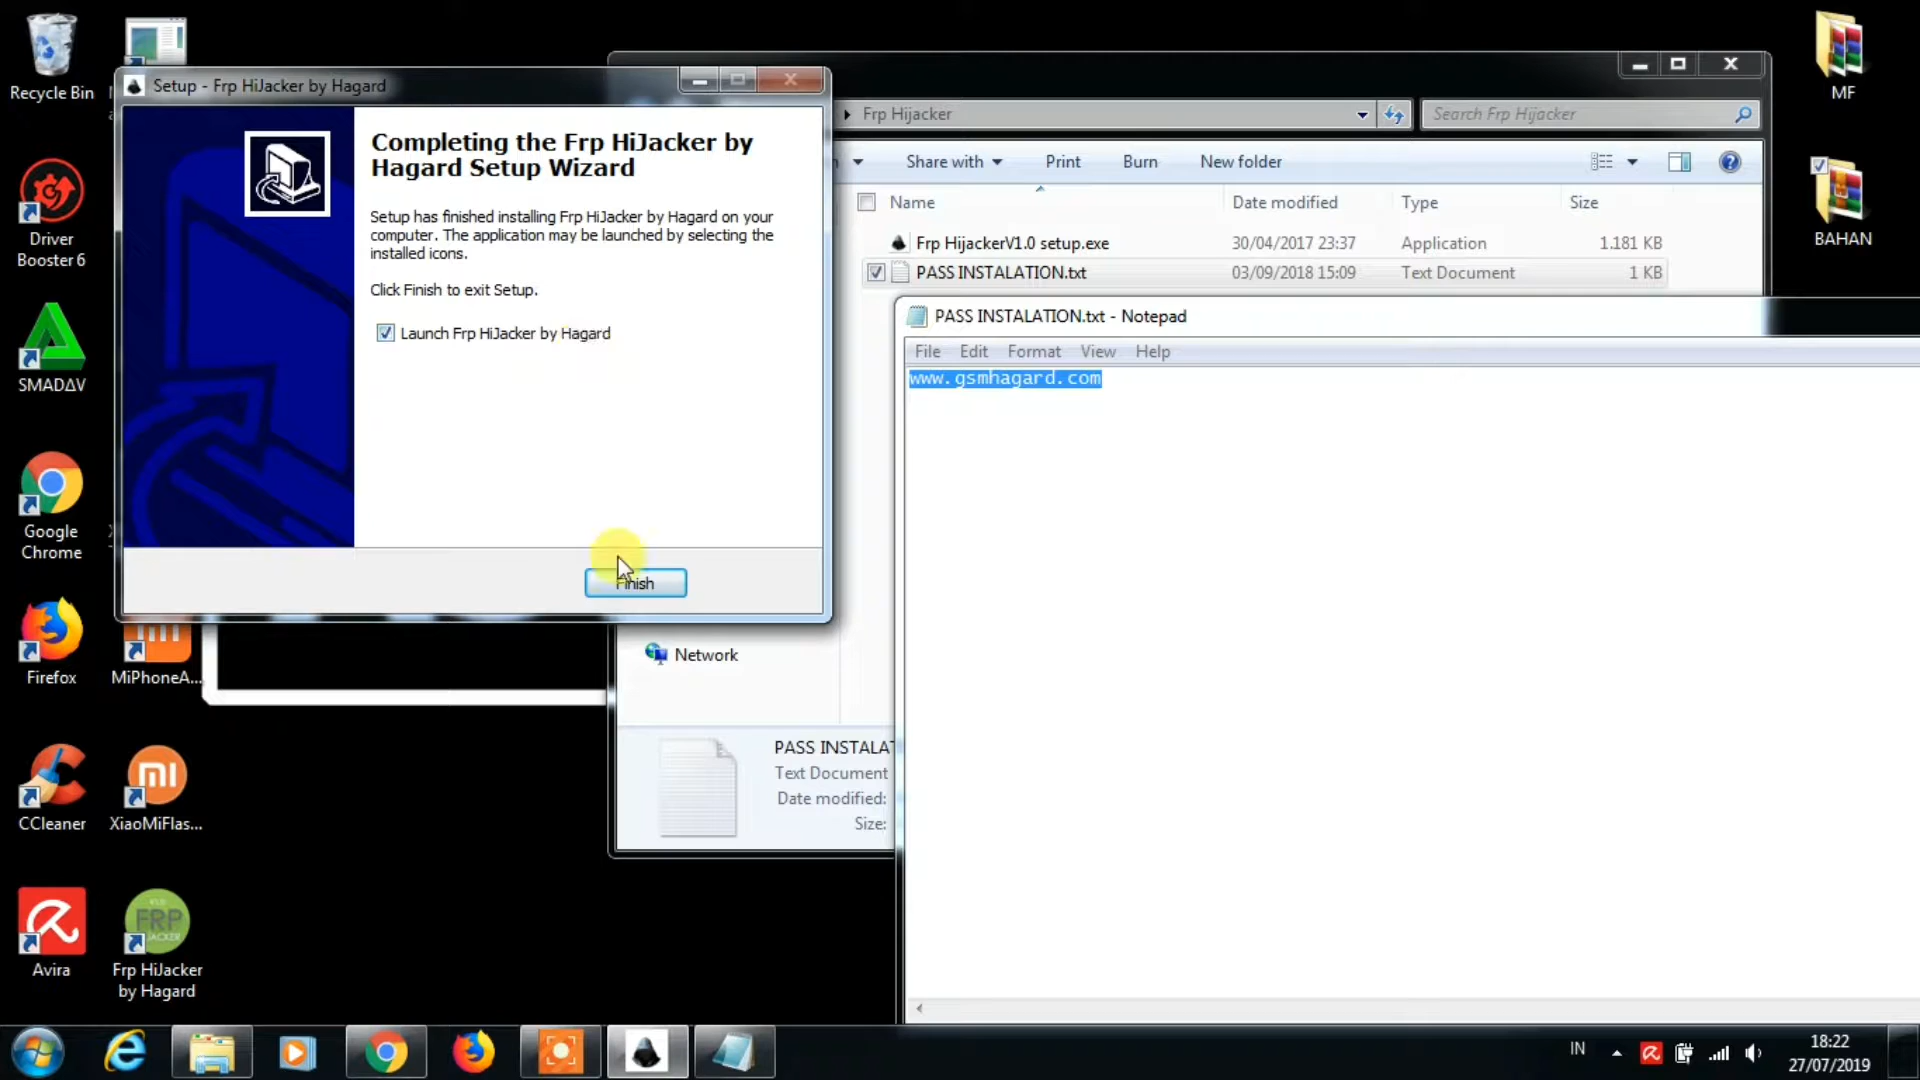 Recycle Bin
MF
BAHAN
Setup - Frp HiJacker by Hagard
Completing the Frp HiJacker by
Hagard Setup Wizard
Setup has finished installing Frp HiJacker by Hagard on your
computer. The application may be launched by selecting the
installed icons.
Click Finish to exit Setup.
Launch Frp HiJacker by Hagard
Finish
Frp Hijacker
Search Frp Hijacker
Share with
Print
Burn
New folder
Name
Date modified
Type
Size
Frp HijackerV1.0 setup.exe
30/04/2017 23:37
Application
1.181 KB
PASS INSTALATION.txt
03/09/2018 15:09
Text Document
1 KB
PASS INSTALATION.txt - Notepad
File
Edit
Format
View
Help
www.gsmhagard.com
Network
PASS INSTALAT
Text Document
Date modified:
Size:
Driver
Booster 6
SMADΔV
Google
Chrome
Firefox
MiPhoneA...
CCleaner
XiaoMiFlas...
Avira
FRP
JACKER
Frp HiJacker
by Hagard
IN
18:22
27/07/2019